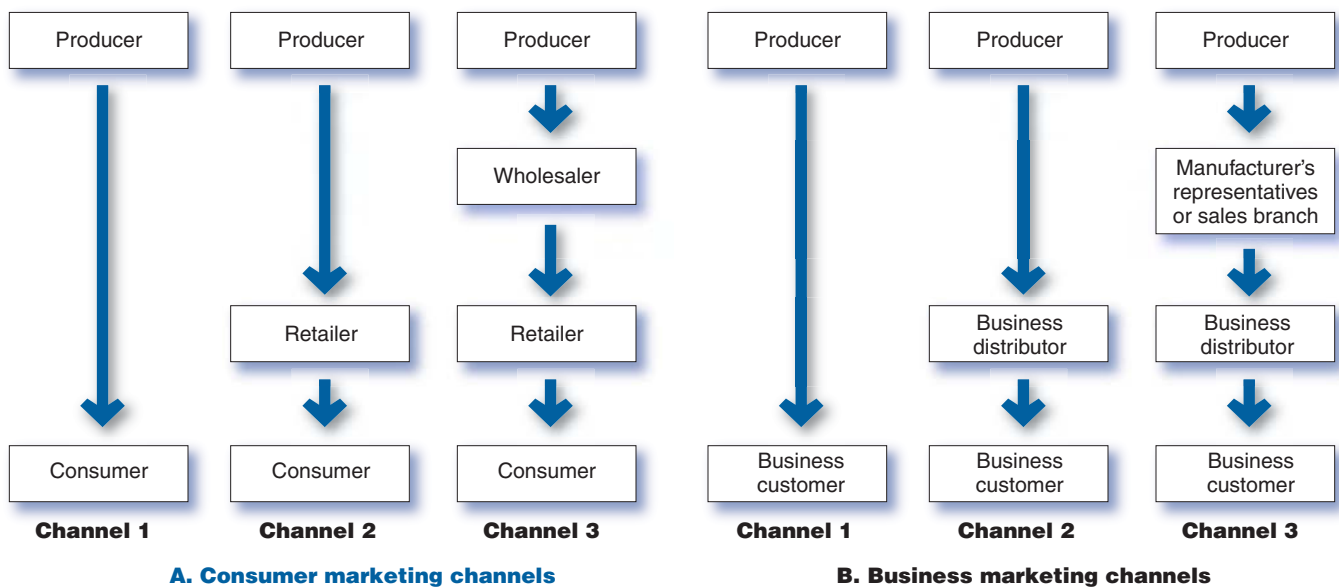 Producer
Producer
Producer
Producer
Producer
Producer
Wholesaler
Manufacturer's
representatives
or sales branch
Retailer
Retailer
Business
distributor
Business
distributor
Consumer
Consumer
Consumer
Business
customer
Business
customer
Business
customer
Channel 1
Channel 2
Channel 3
Channel 1
Channel 2
Channel 3
A. Consumer marketing channels
B. Business marketing channels